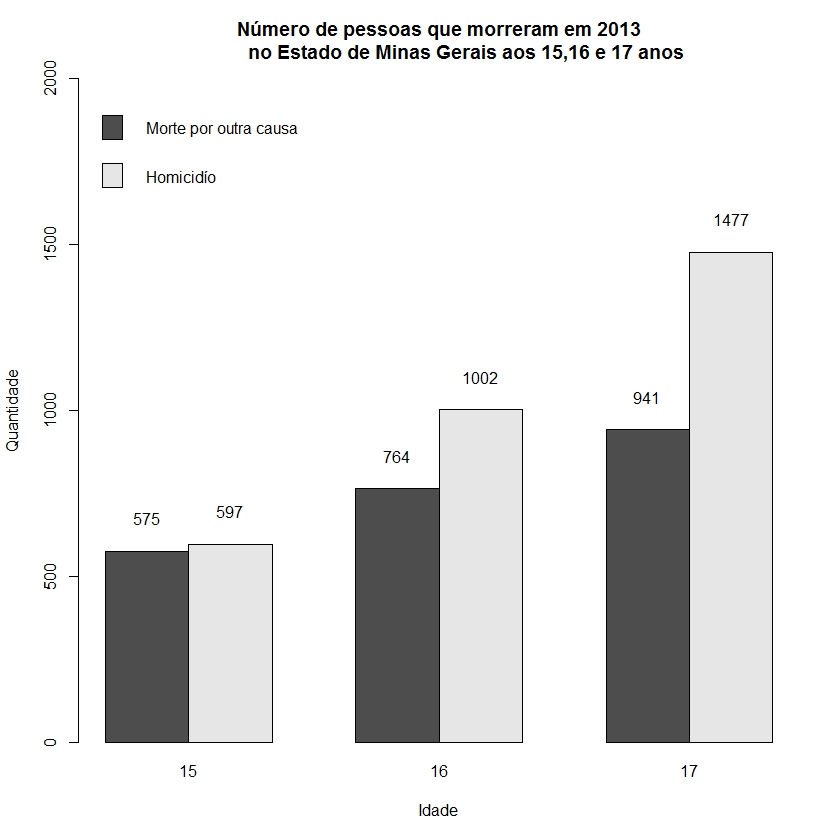 Número de pessoas que morreram em 2013
no Estado de Minas Gerais aos 15,16 e 17 anos
Morte por outra causa
Homicidío
Quantidade
2000
1500
1000
500
0
575
597
764
1002
941
1477
15
16
17
Idade